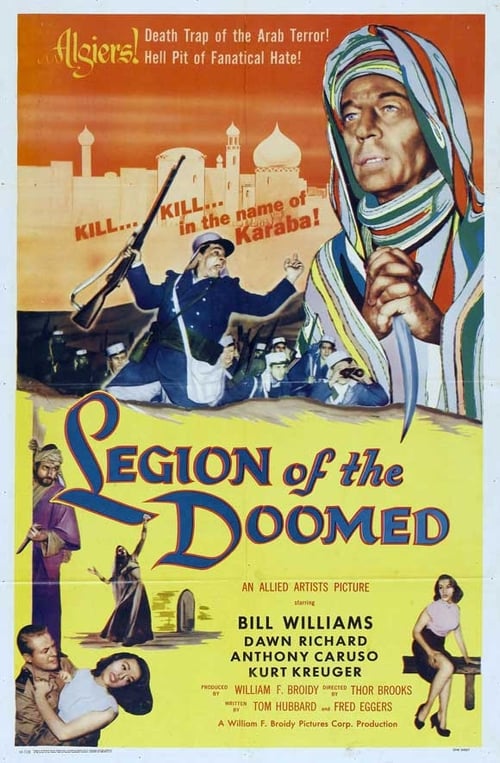 Algiers!
Death Trap of the Arab Terror!
Hell Pit of Fanatical Hate!
KILL... KILL...
in the name of
Karaba!
LEGION of the
DOOMED
AN ALLIED ARTISTS PICTURE
starring
BILL WILLIAMS
DAWN RICHARD
ANTHONY CARUSO
KURT KREUGER
PRODUCED BY WILLIAM F. BROIDY DIRECTED BY THOR BROOKS
WRITTEN BY TOM HUBBARD and FRED EGGERS
A William F. Broidy Pictures Corp. Production